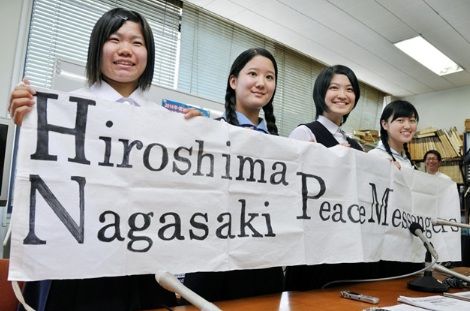 Hiroshima
Nagasaki Peace Messengers